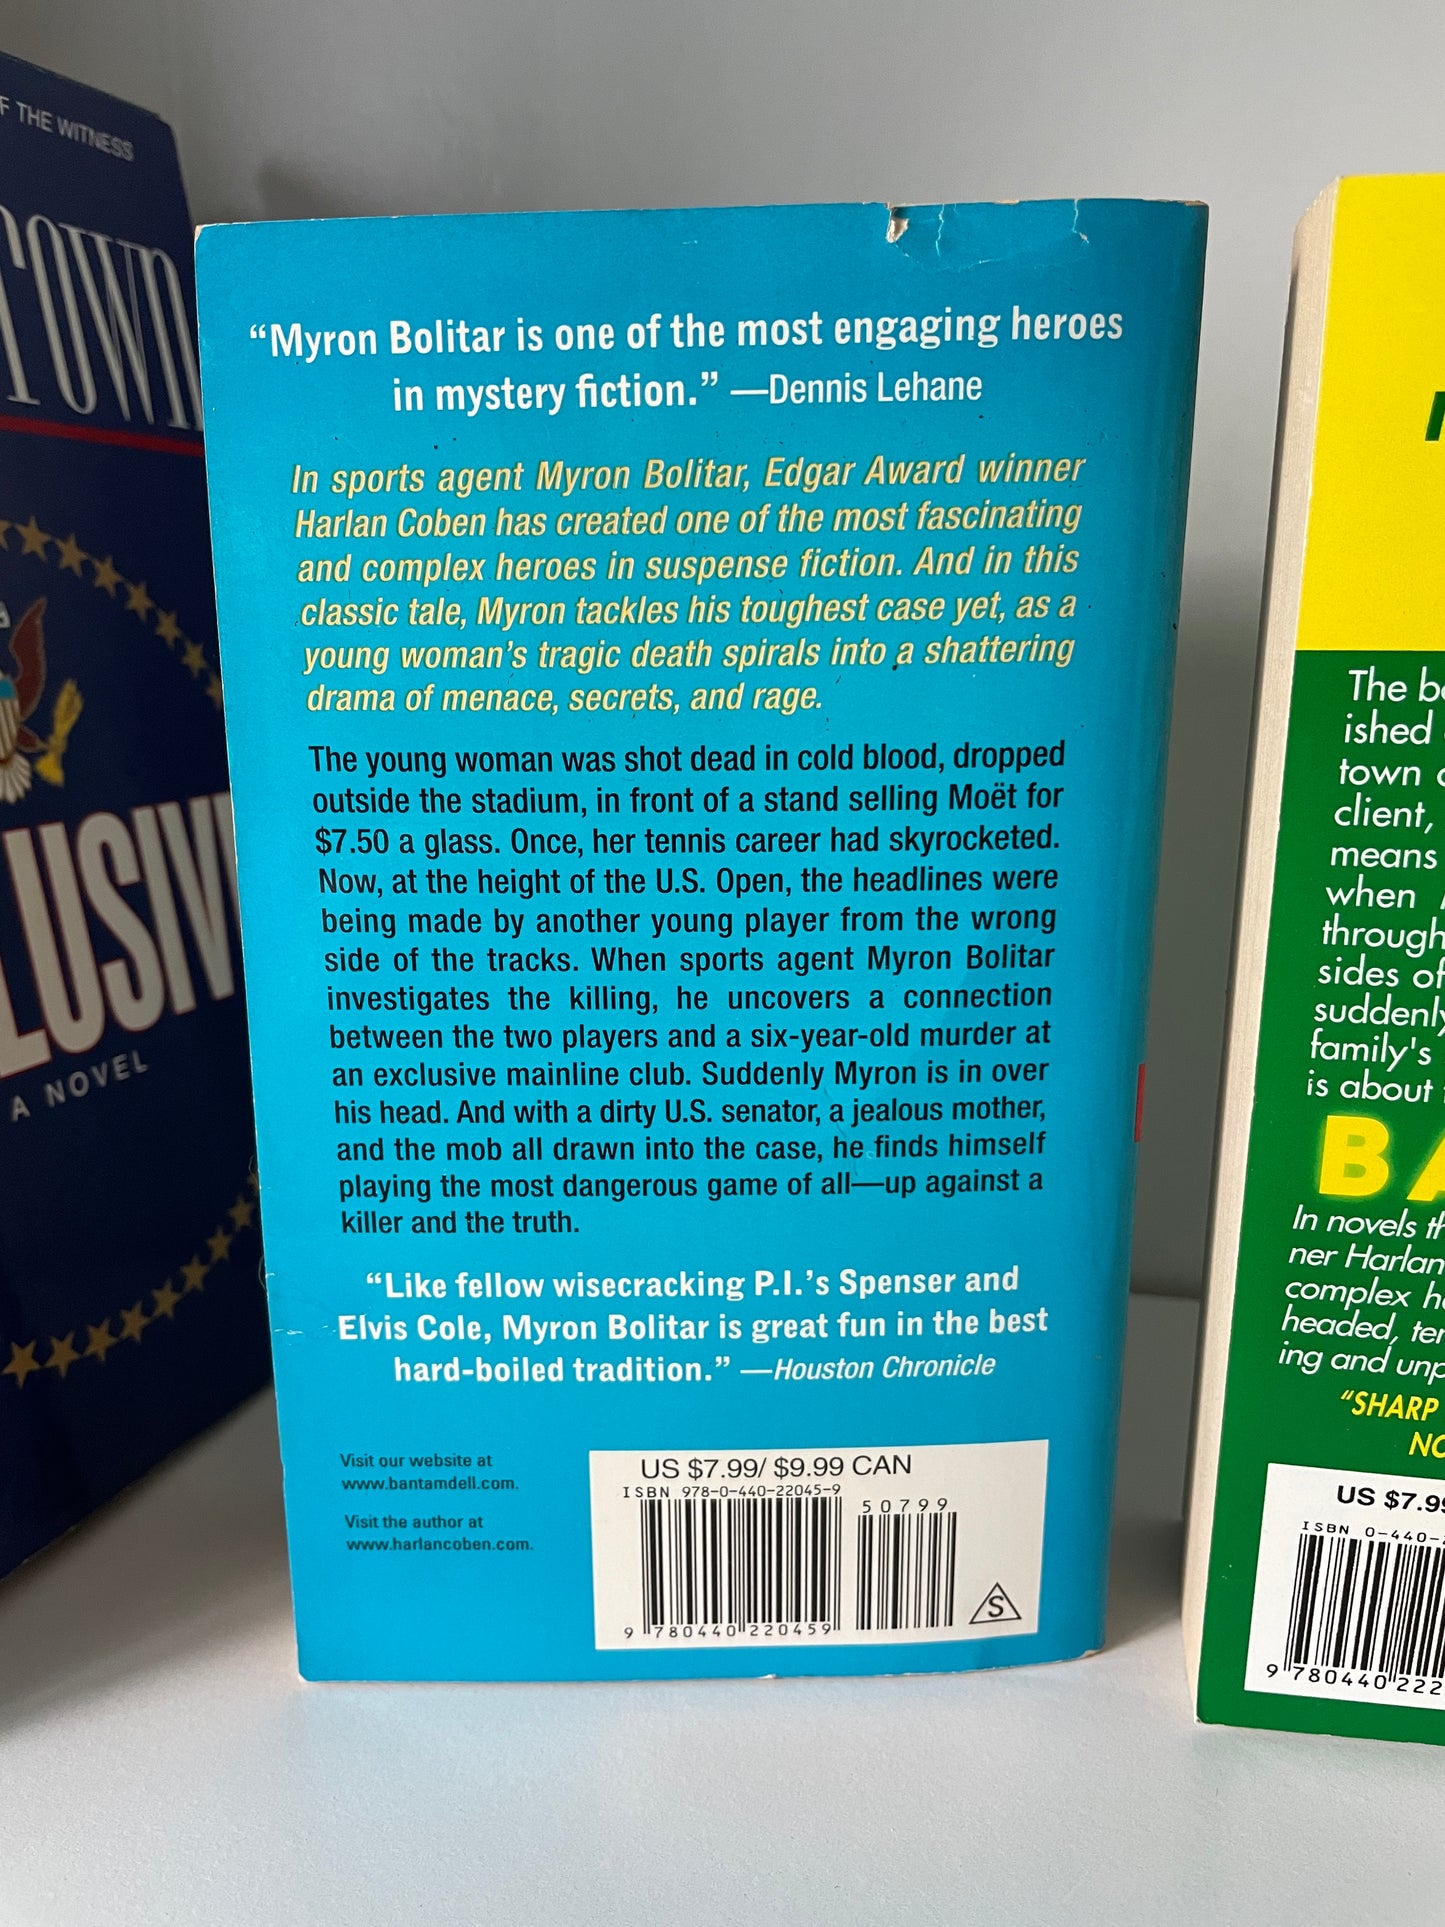 F THE WITNESS
TOWN
LUSIV
A NOVEL
“Myron Bolitar is one of the most engaging heroes
in mystery fiction.” —Dennis Lehane
In sports agent Myron Bolitar, Edgar Award winner
Harlan Coben has created one of the most fascinating
and complex heroes in suspense fiction. And in this
classic tale, Myron tackles his toughest case yet, as a
young woman’s tragic death spirals into a shattering
drama of menace, secrets, and rage.
The young woman was shot dead in cold blood, dropped
outside the stadium, in front of a stand selling Moët for
$7.50 a glass. Once, her tennis career had skyrocketed.
Now, at the height of the U.S. Open, the headlines were
being made by another young player from the wrong
side of the tracks. When sports agent Myron Bolitar
investigates the killing, he uncovers a connection
between the two players and a six-year-old murder at
an exclusive mainline club. Suddenly Myron is in over
his head. And with a dirty U.S. senator, a jealous mother,
and the mob all drawn into the case, he finds himself
playing the most dangerous game of all—up against a
killer and the truth.
“Like fellow wisecracking P.I.’s Spenser and
Elvis Cole, Myron Bolitar is great fun in the best
hard-boiled tradition.” —Houston Chronicle
Visit our website at
www.bantamdell.com.
Visit the author at
www.harlancoben.com.
US $7.99/ $9.99 CAN
ISBN 978-0-440-22045-9
50799
9 780440 220459
S
The b
ished
town
client,
means
when
through
sides of
suddenly
family's
is about
BA
In novels th
ner Harlan
complex h
headed, ter
ing and unp
“SHARP
NO
US $7.99
ISBN 0-440-
9 780440 222